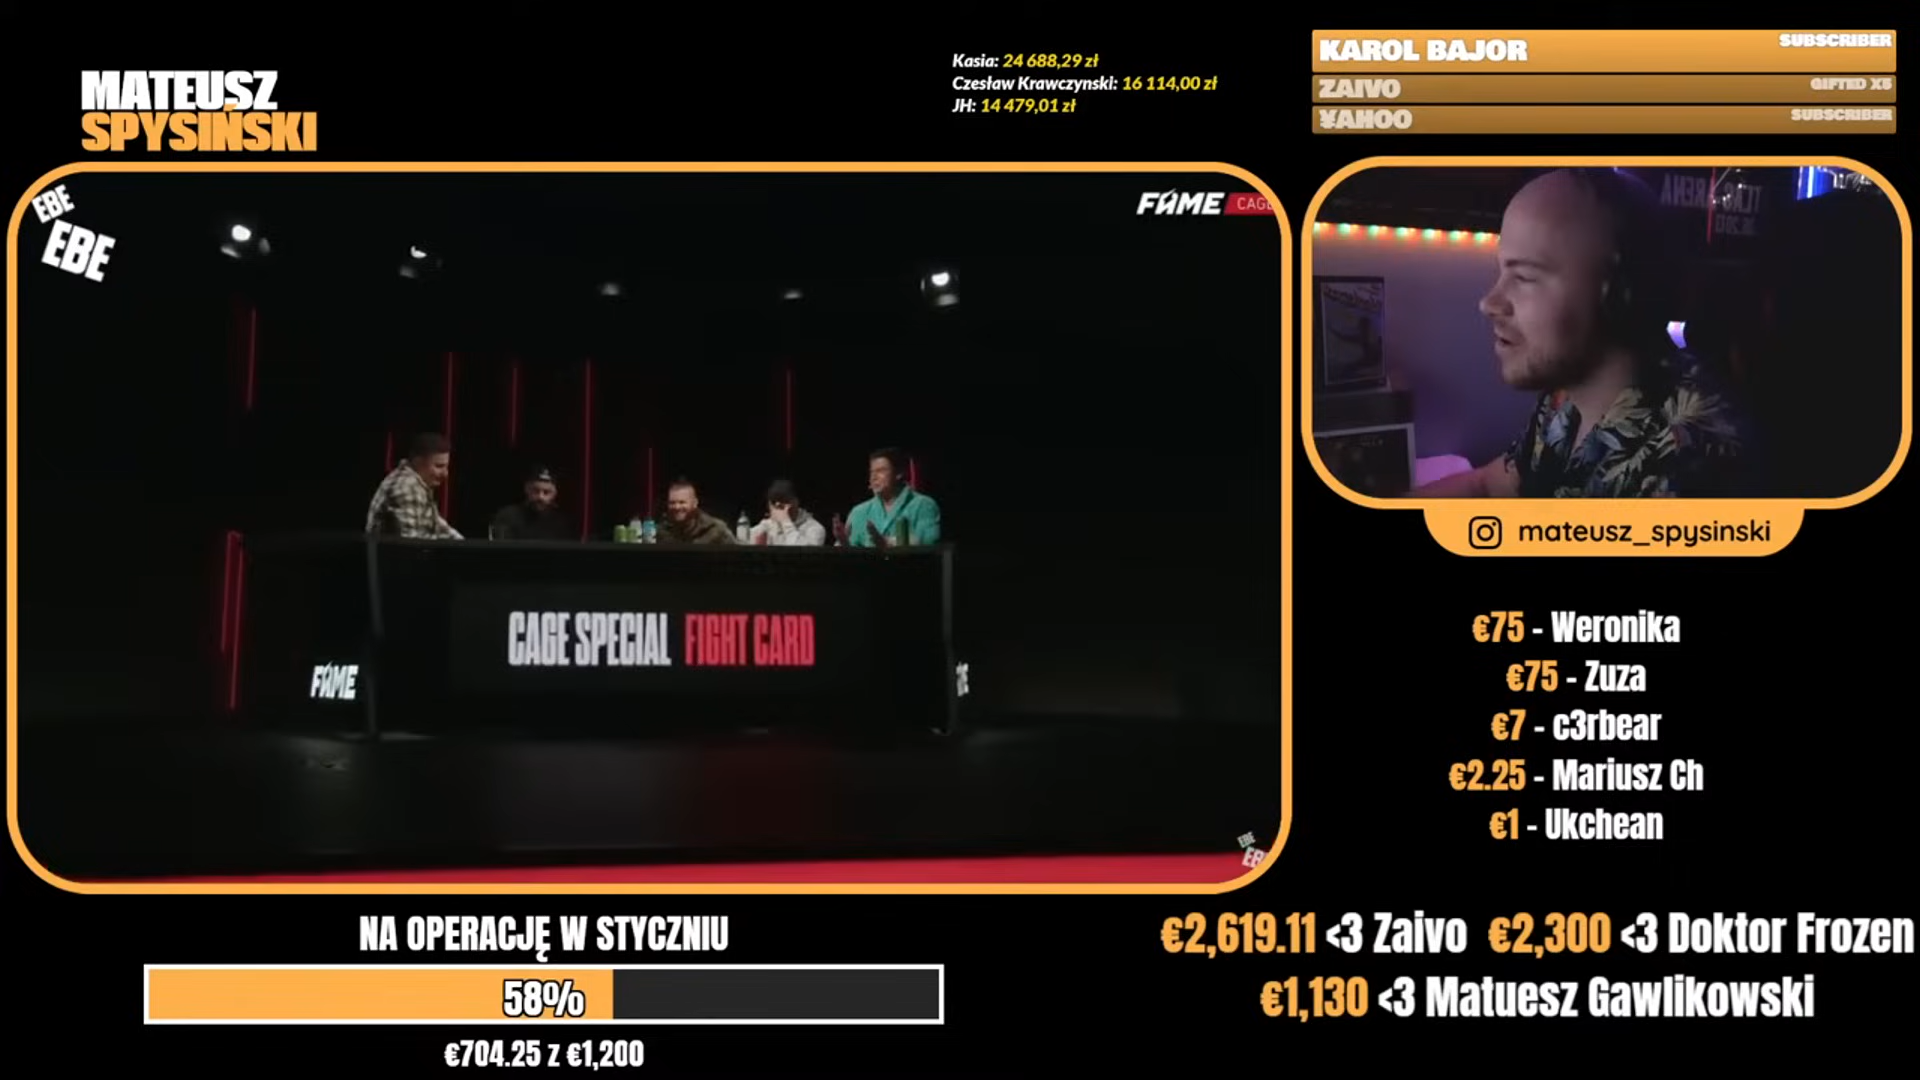 MATEUSZ
SPYSIŃSKI
Kasia: 24 688,29 zł
Czesław Krawczynski: 16 114,00 zł
JH: 14 479,01 zł
KAROL BAJOR SUBSCRIBER
ZAIVO GIFTED X5
¥AHOO SUBSCRIBER
EBE
EBE
FAME CAGE
CAGE SPECIAL FIGHT CARD
FAME
EBE
mateusz_spysinski
€75 - Weronika
€75 - Zuza
€7 - c3rbear
€2.25 - Mariusz Ch
€1 - Ukchean
NA OPERACJĘ W STYCZNIU
58%
€704.25 z €1,200
€2,619.11 <3 Zaivo €2,300 <3 Doktor Frozen
€1,130 <3 Matuesz Gawlikowski